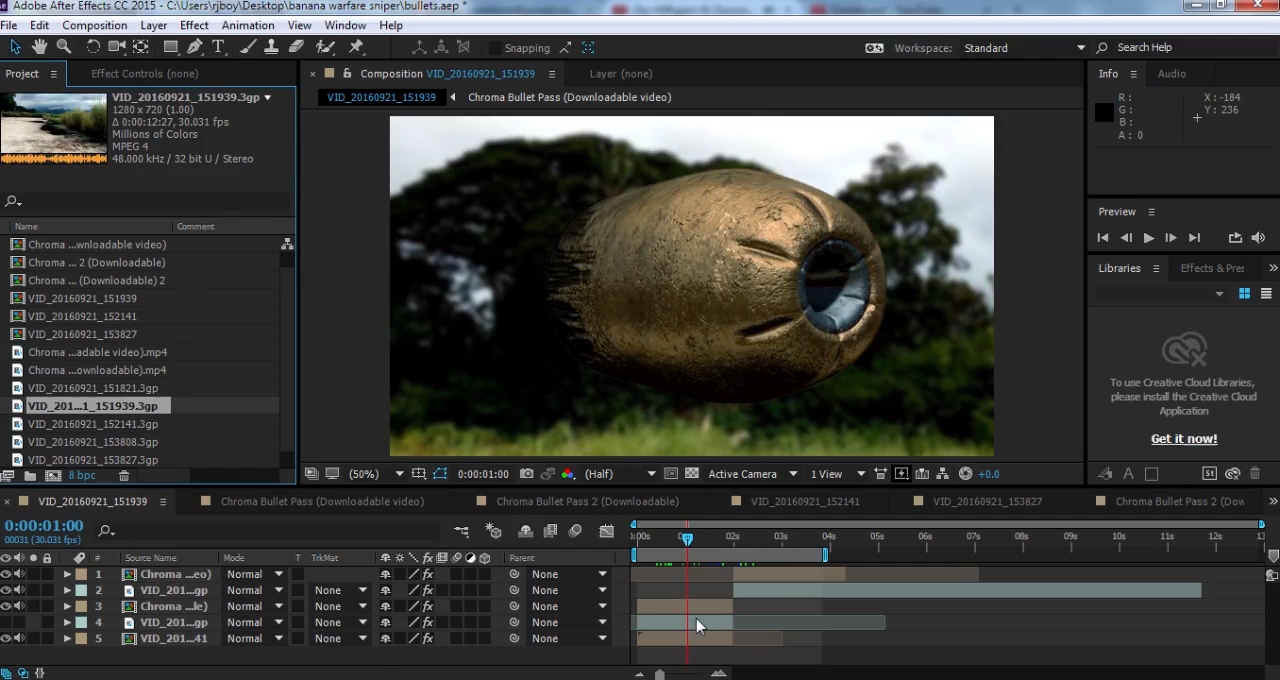 Adobe After Effects CC 2015 - C:\Users\rjboy\Desktop\banana warfare sniper\bullets.aep *
File Edit Composition Layer Effect Animation View Window Help
Snapping Workspace: Standard Search Help
Project Effect Controls (none) Composition VID_20160921_151939 Layer (none) Info Audio
VID_20160921_151939 Chroma Bullet Pass (Downloadable video)
VID_20160921_151939.3gp
1280 x 720 (1.00)
Δ 0:00:12:27, 30.031 fps
Millions of Colors
MPEG 4
48.000 kHz / 32 bit U / Stereo
R: X: -184
G: Y: 236
B:
A: 0
Name Comment
Chroma ...wnloadable video)
Chroma ... 2 (Downloadable)
Chroma ... (Downloadable) 2
VID_20160921_151939
VID_20160921_152141
VID_20160921_153827
Chroma ...adable video).mp4
Chroma ...ownloadable).mp4
VID_20160921_151821.3gp
VID_201...1_151939.3gp
VID_20160921_152141.3gp
VID_20160921_153808.3gp
VID_20160921_153827.3gp
8 bpc
Preview
Libraries Effects & Pres
To use Creative Cloud Libraries,
please install the Creative Cloud
Application
Get it now!
(50%) 0:00:01:00 (Half) Active Camera 1 View +0.0
VID_20160921_151939 Chroma Bullet Pass (Downloadable video) Chroma Bullet Pass 2 (Downloadable) VID_20160921_152141 VID_20160921_153827 Chroma Bullet Pass 2 (Dow
0:00:01:00
00031 (30.031 fps)
:00s 02s 03s 04s 05s 06s 07s 08s 09s 10s 11s 12s 13
# Source Name Mode T TrkMat fx Parent
1 Chroma ...eo) Normal fx None
2 VID_201...gp Normal None fx None
3 Chroma ...le) Normal None fx None
4 VID_201...gp Normal None fx None
5 VID_201...41 Normal None fx None